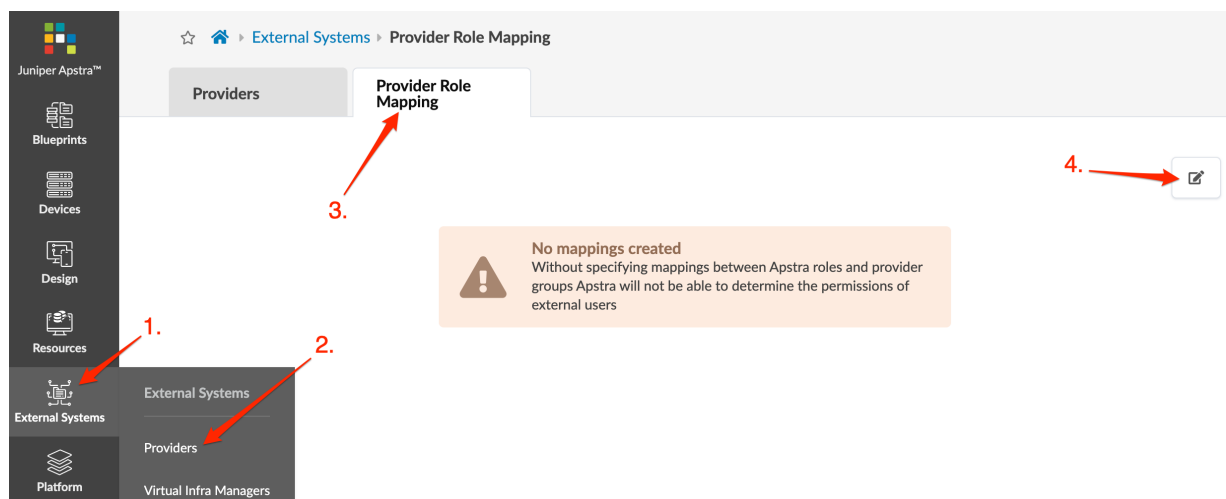 Juniper Apstra™
Blueprints
Devices
Design
Resources
External Systems
Platform
External Systems
Providers
Virtual Infra Managers
External Systems Provider Role Mapping
Providers
Provider Role
Mapping
No mappings created
Without specifying mappings between Apstra roles and provider
groups Apstra will not be able to determine the permissions of
external users
1.
2.
3.
4.